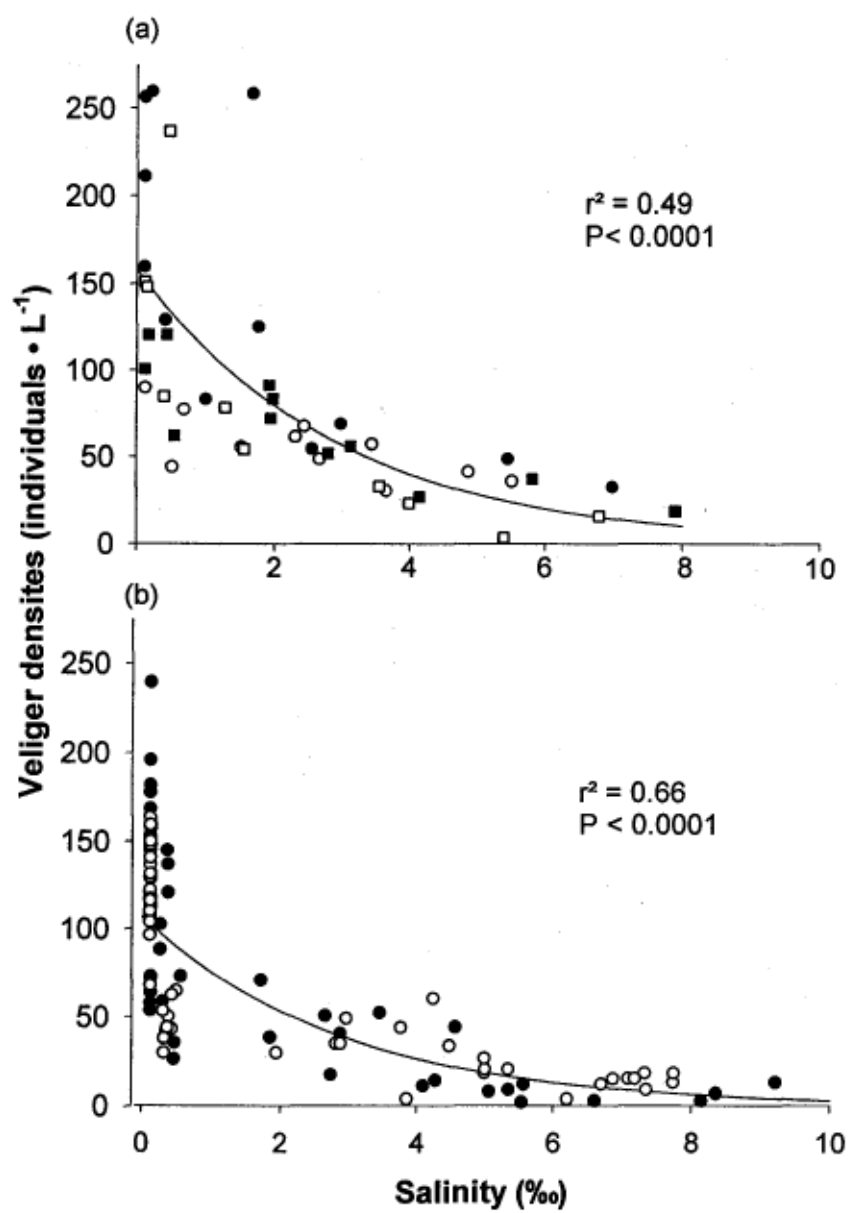 (a)
250
200
150
100
50
0
r² = 0.49
P< 0.0001
2
4
6
8
10
(b)
250
200
150
100
50
0
r² = 0.66
P < 0.0001
0
2
4
6
8
10
Veliger densites (individuals • L⁻¹)
Salinity (‰)